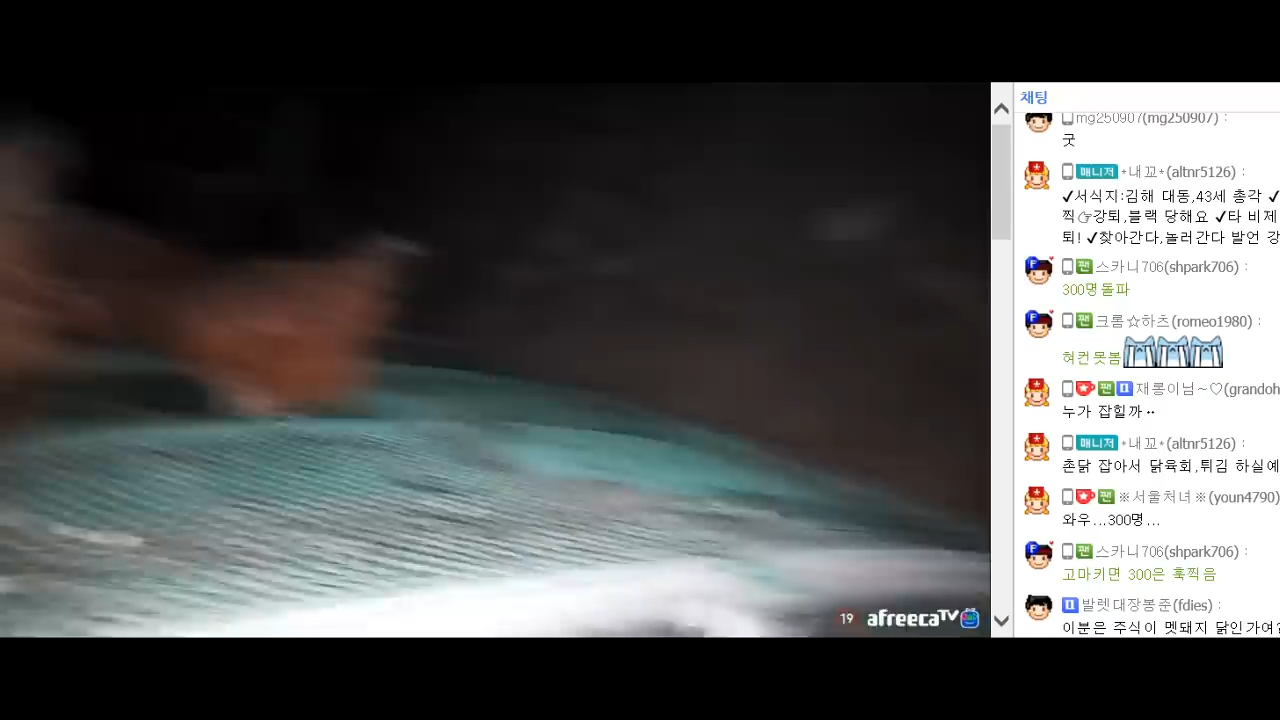 채팅
mg250907(mg250907) :
굿
매니저 *내꼬*(altnr5126) :
✔서식지:김해 대동,43세 총각 ✔
찍☞강퇴,블랙 당해요 ✔타 비제
퇴! ✔찾아간다,놀러간다 발언 강
팬 스카니706(shpark706) :
300명돌파
팬 크롬☆하츠(romeo1980) :
혀컨못봄
팬 재롱이넘~♡(grandoh
누가 잡힐까··
매니저 *내꼬*(altnr5126) :
촌닭 잡아서 닭육회,튀김 하실예
팬 ※서울처녀※(youn4790)
와우...300명...
팬 스카니706(shpark706) :
고마키면 300은 훅찍음
발렛대장봉준(fdies) :
이분은 주식이 멧돼지 닭인가여?
19 afreecaTV